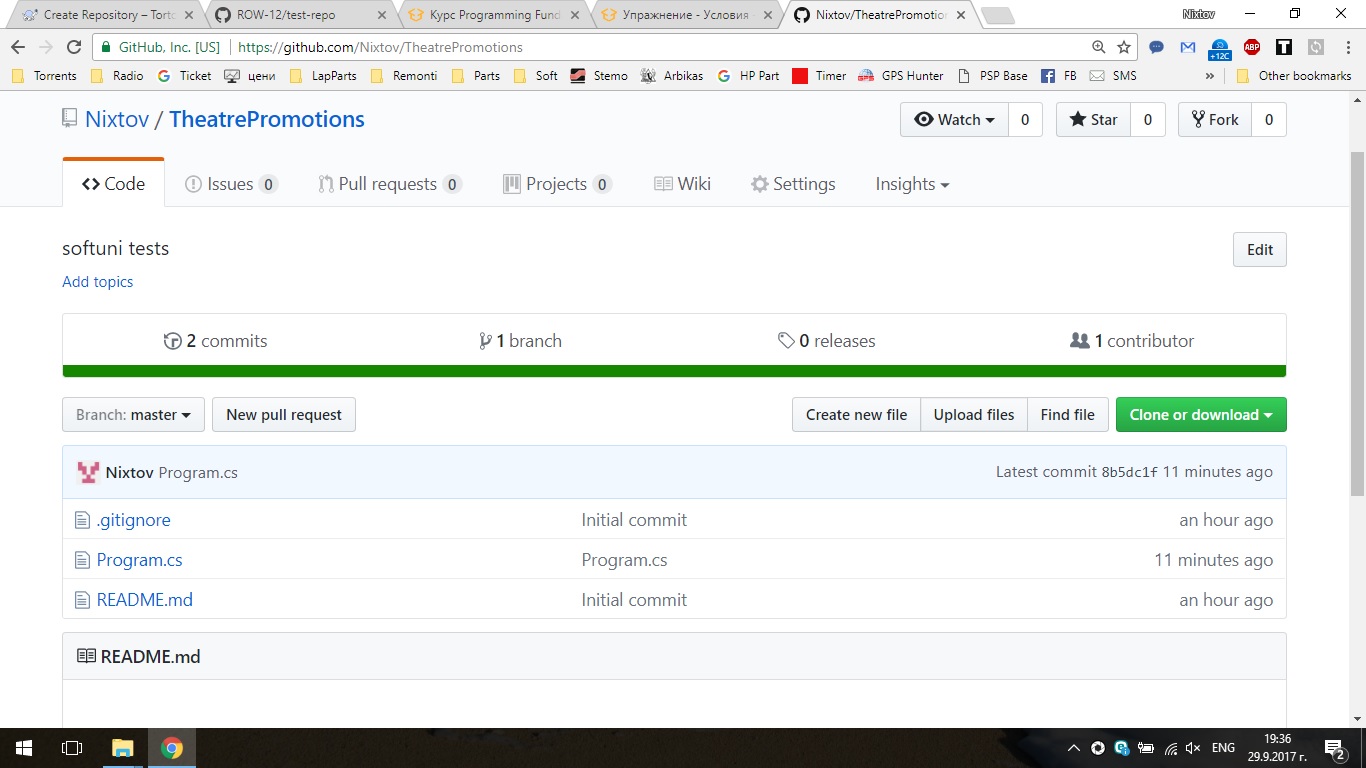 Create Repository – Torto ROW-12/test-repo Курс Programming Fund Упражнение - Условия Nixtov/TheatrePromotion Nixtov
GitHub, Inc. [US] https://github.com/Nixtov/TheatrePromotions +12C ABP T
Torrents Radio Ticket цени LapParts Remonti Parts Soft Stemo Arbikas HP Part Timer GPS Hunter PSP Base FB SMS » Other bookmarks
Nixtov / TheatrePromotions Watch 0 Star 0 Fork 0
Code Issues 0 Pull requests 0 Projects 0 Wiki Settings Insights
softuni tests Edit
Add topics
2 commits 1 branch 0 releases 1 contributor
Branch: master New pull request Create new file Upload files Find file Clone or download
Nixtov Program.cs Latest commit 8b5dc1f 11 minutes ago
.gitignore Initial commit an hour ago
Program.cs Program.cs 11 minutes ago
README.md Initial commit an hour ago
README.md
ENG 19:36
29.9.2017 г. 2